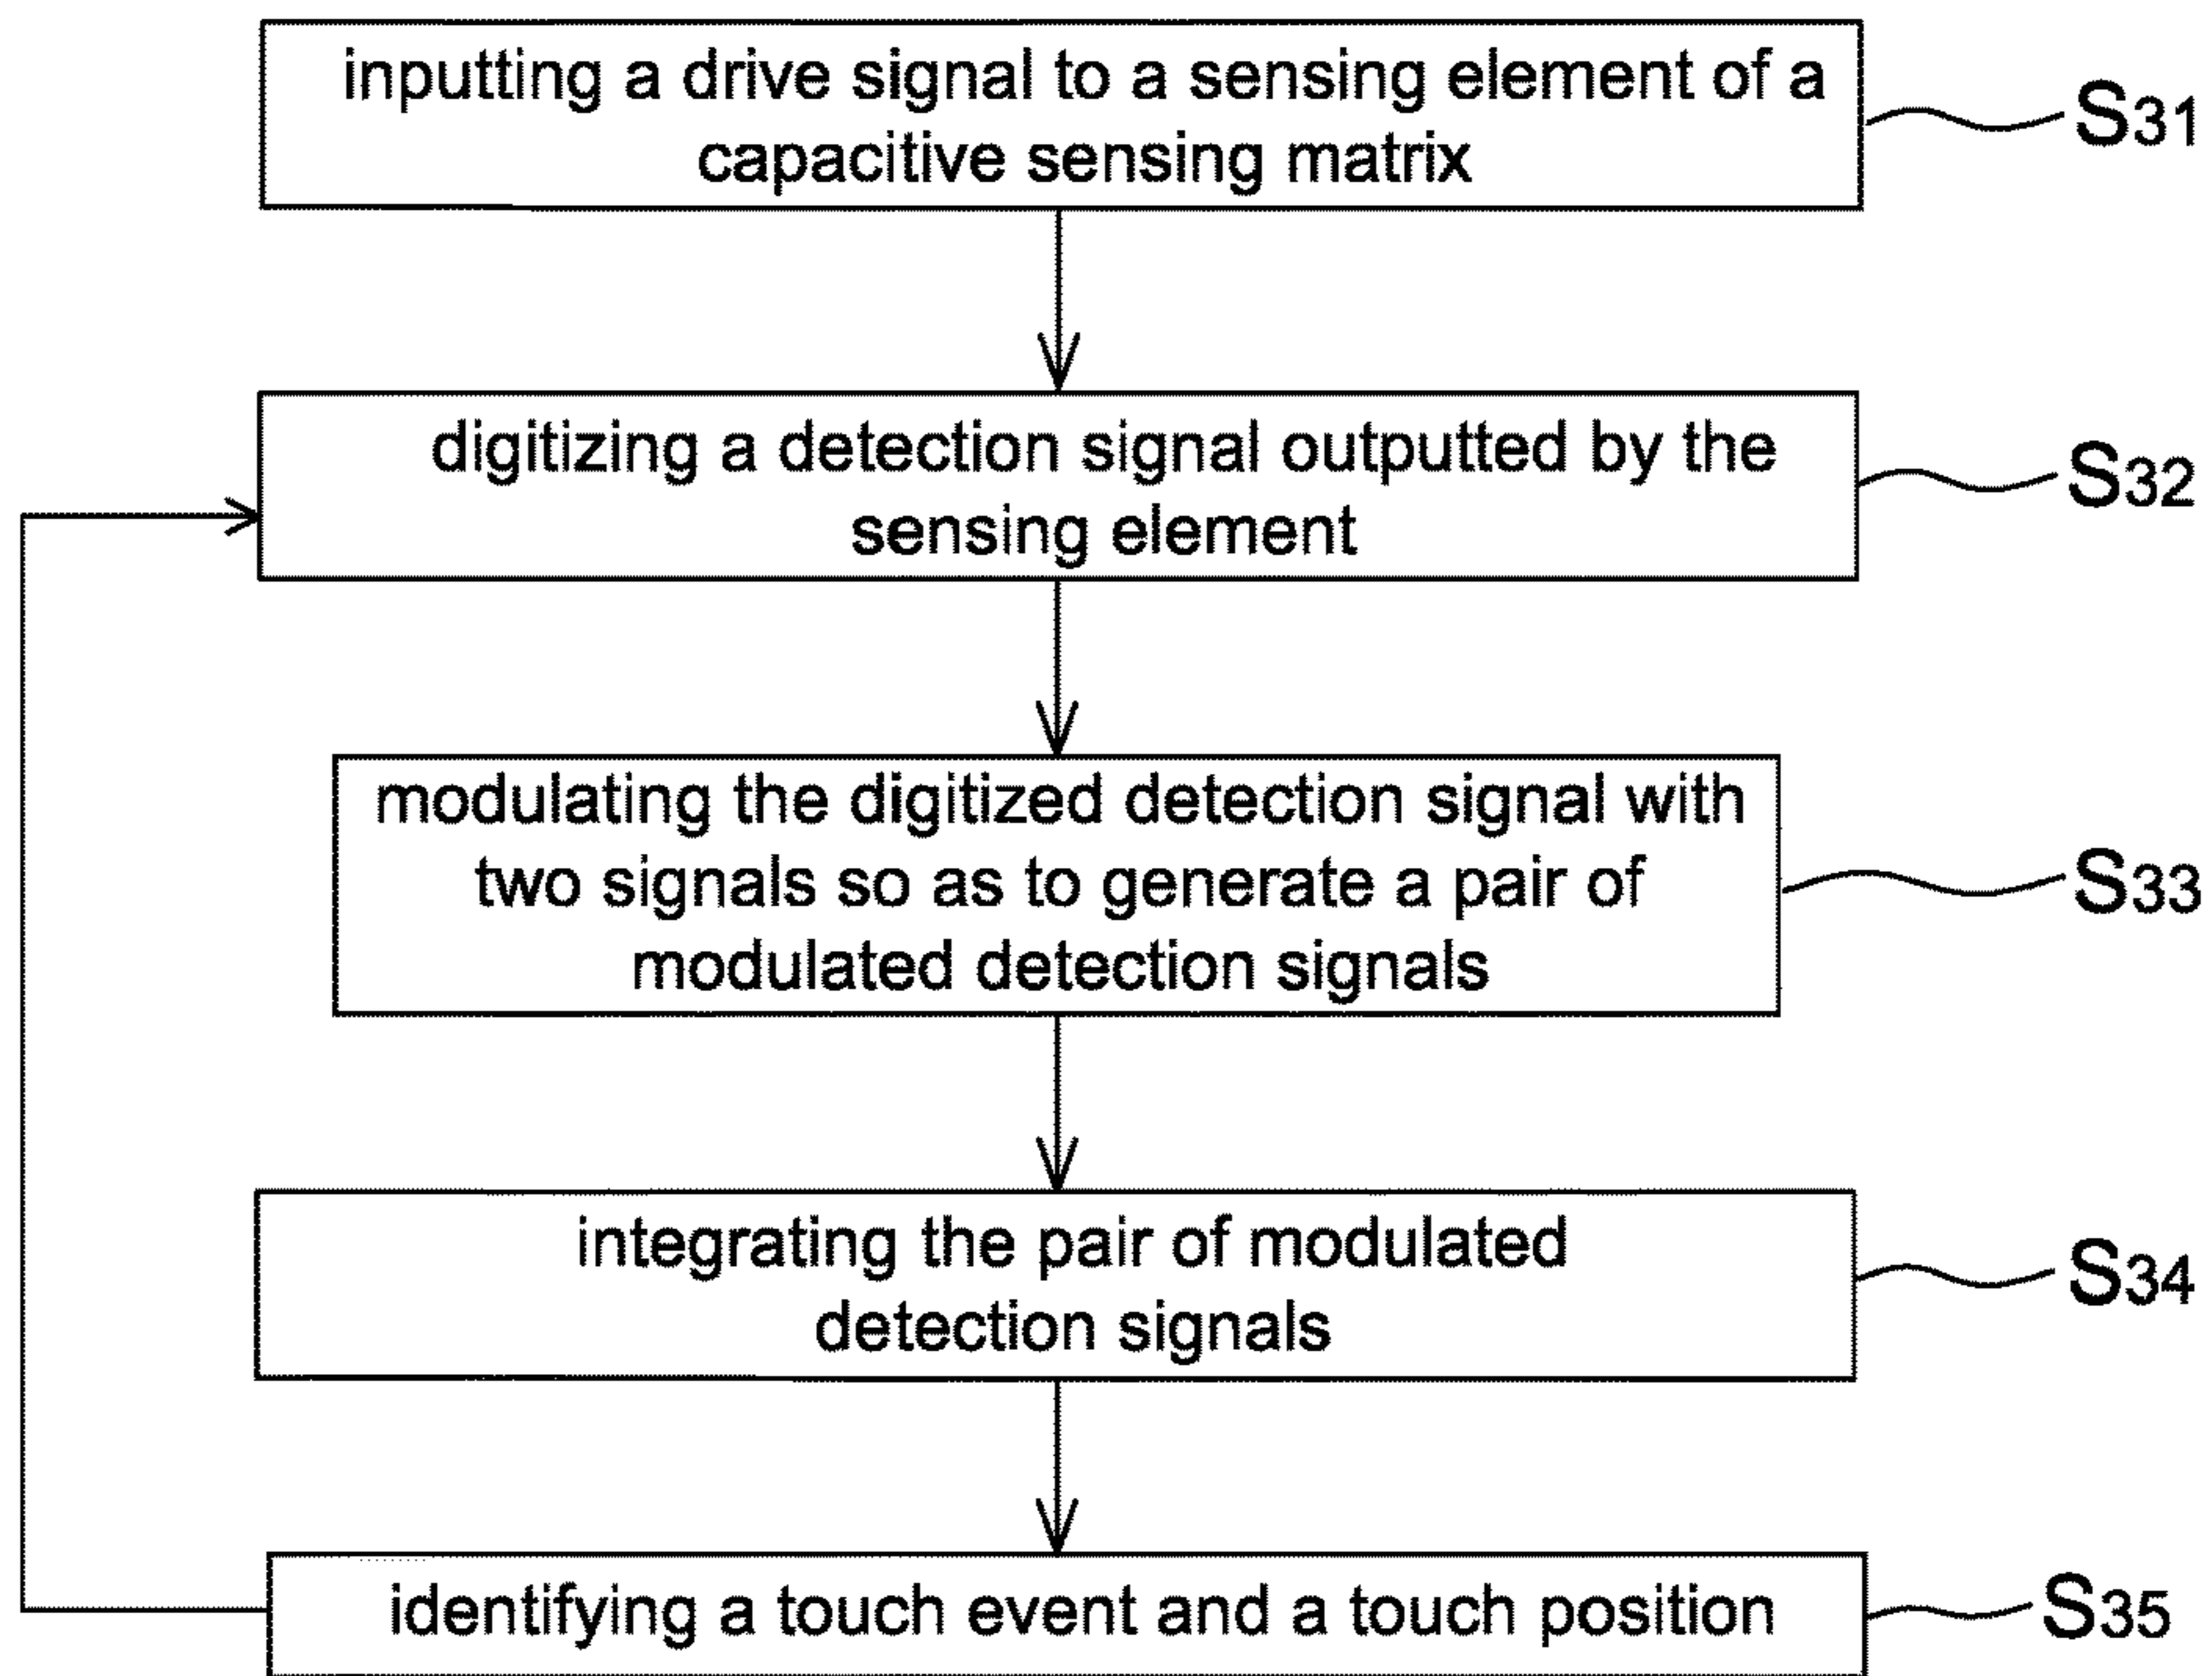 inputting a drive signal to a sensing element of a
capacitive sensing matrix
S31
digitizing a detection signal outputted by the
sensing element
S32
modulating the digitized detection signal with
two signals so as to generate a pair of
modulated detection signals
S33
integrating the pair of modulated
detection signals
S34
identifying a touch event and a touch position
S35